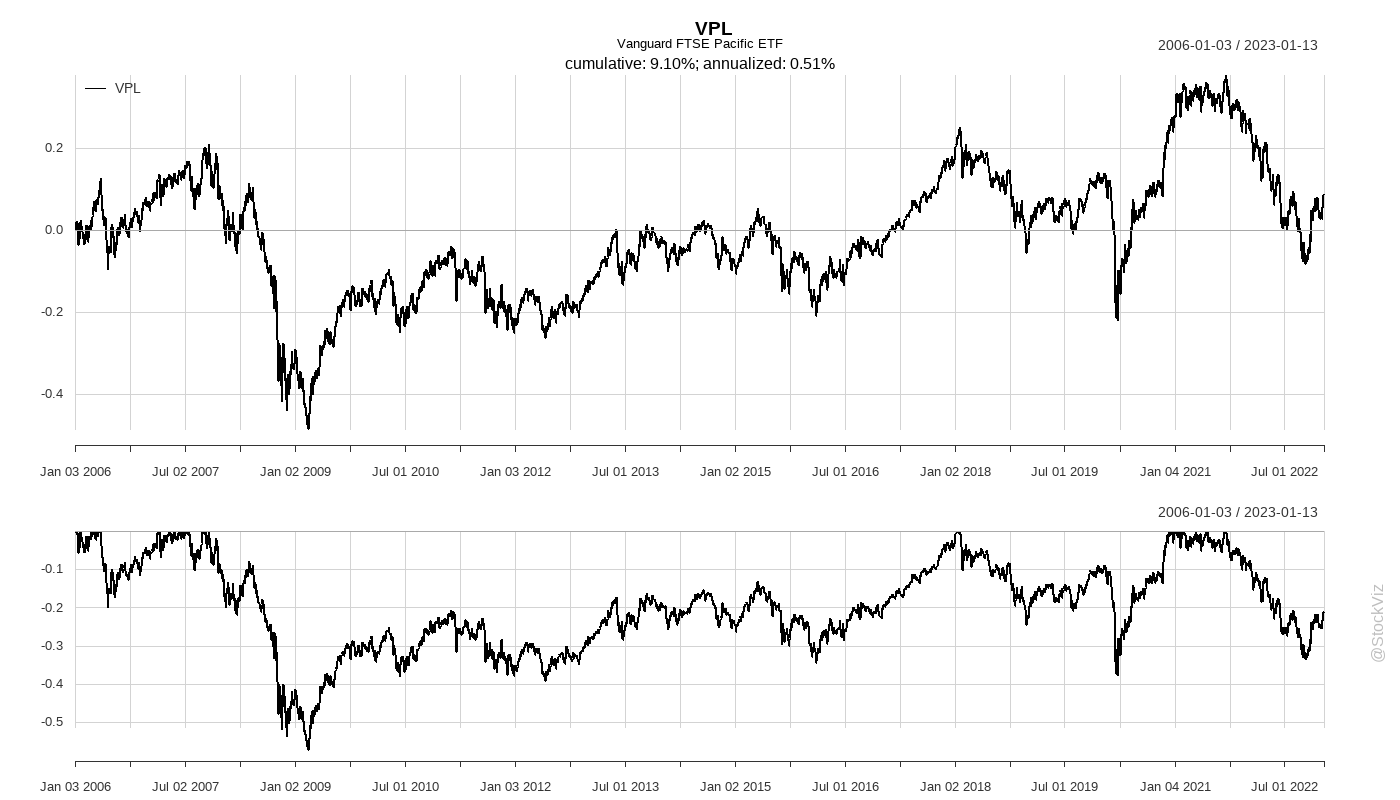 VPL
Vanguard FTSE Pacific ETF
2006-01-03 / 2023-01-13
cumulative: 9.10%; annualized: 0.51%
VPL
0.2
0.0
-0.2
-0.4
Jan 03 2006 Jul 02 2007 Jan 02 2009 Jul 01 2010 Jan 03 2012 Jul 01 2013 Jan 02 2015 Jul 01 2016 Jan 02 2018 Jul 01 2019 Jan 04 2021 Jul 01 2022
2006-01-03 / 2023-01-13
-0.1
-0.2
-0.3
-0.4
-0.5
Jan 03 2006 Jul 02 2007 Jan 02 2009 Jul 01 2010 Jan 03 2012 Jul 01 2013 Jan 02 2015 Jul 01 2016 Jan 02 2018 Jul 01 2019 Jan 04 2021 Jul 01 2022
@StockViz